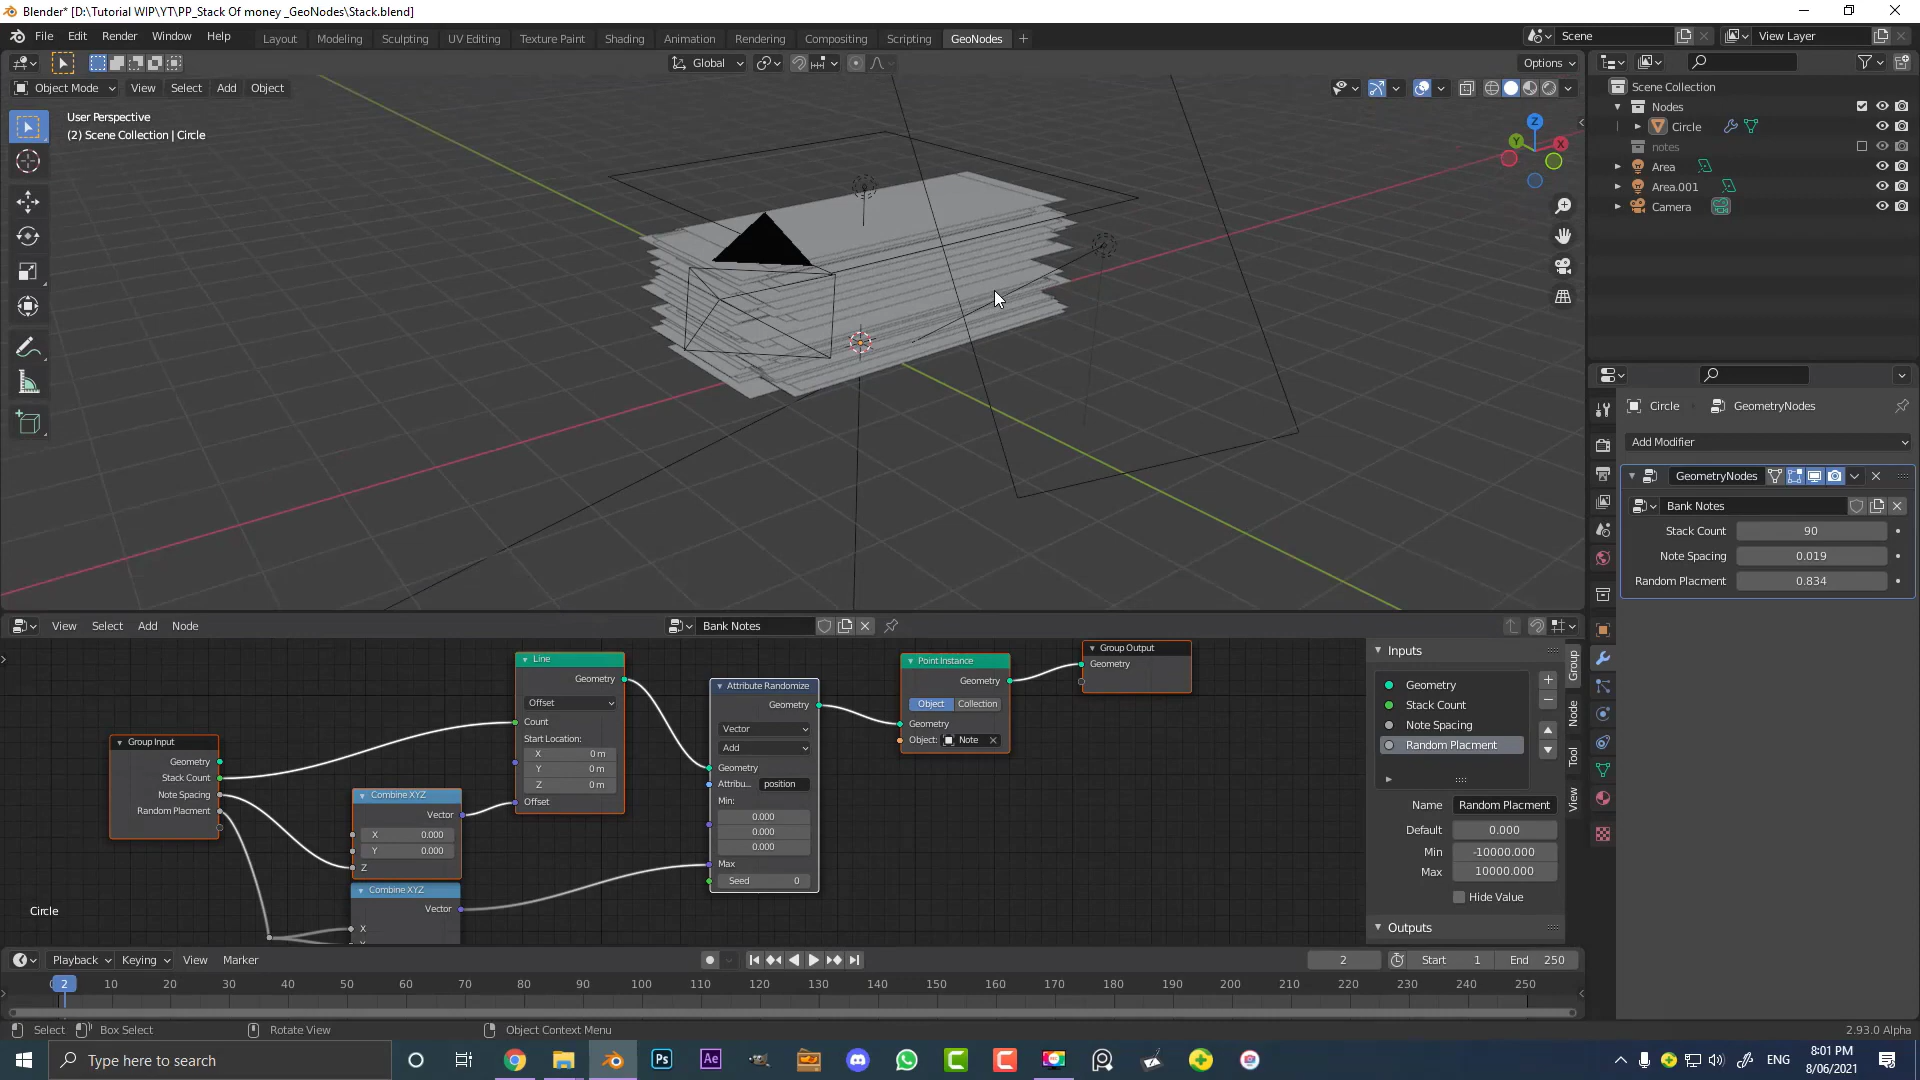 Blender* [D:\Tutorial WIP\YT\PP_Stack Of money _GeoNodes\Stack.blend]
File Edit Render Window Help Layout Modeling Sculpting UV Editing Texture Paint Shading Animation Rendering Compositing Scripting GeoNodes + Scene View Layer
Global Options
Object Mode View Select Add Object
User Perspective
(2) Scene Collection | Circle
Z
Y
X
Scene Collection
Nodes
Circle
notes
Area
Area.001
Camera
Circle GeometryNodes
Add Modifier
GeometryNodes
Bank Notes
Stack Count 90
Note Spacing 0.019
Random Placment 0.834
View Select Add Node Bank Notes
Group Input
Geometry
Stack Count
Note Spacing
Random Placment
Combine XYZ
Vector
X 0.000
Y 0.000
Z
Combine XYZ
Vector
X
Line
Geometry
Offset
Count
Start Location:
X 0 m
Y 0 m
Z 0 m
Offset
Attribute Randomize
Geometry
Vector
Add
Geometry
Attribu... position
Min:
0.000
0.000
0.000
Max
Seed 0
Point Instance
Geometry
Object Collection
Geometry
Object: Note
Group Output
Geometry
Circle
Inputs
Geometry
Stack Count
Note Spacing
Random Placment
Name Random Placment
Default 0.000
Min -10000.000
Max 10000.000
Hide Value
Outputs
Group
Node
Tool
View
Playback Keying View Marker 2 Start 1 End 250
2 10 20 30 40 50 60 70 80 90 100 110 120 130 140 150 160 170 180 190 200 210 220 230 240 250
Select Box Select Rotate View Object Context Menu 2.93.0 Alpha
Type here to search
Ps
Ae
ENG
8:01 PM
8/06/2021